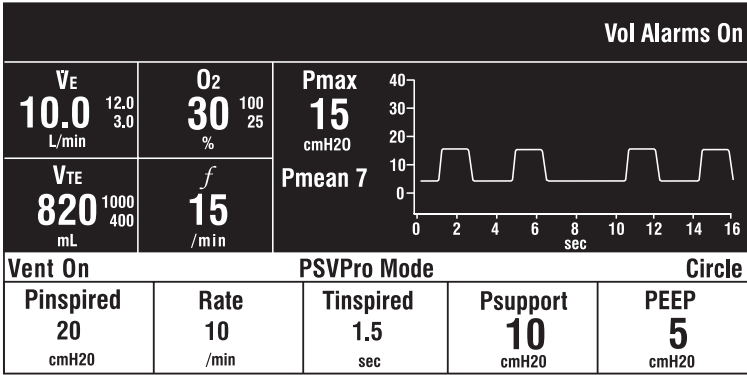 Vol Alarms On
V̇E
10.0 12.0
3.0
L/min
O2
30 100
25
%
Pmax
15
cmH2O
Pmean 7
VTE
820 1000
400
mL
f
15
/min
40
30
20
10
0
0 2 4 6 8 10 12 14 16
sec
Vent On PSVPro Mode Circle
Pinspired Rate Tinspired Psupport PEEP
20 10 1.5 10 5
cmH20 /min sec cmH20 cmH20